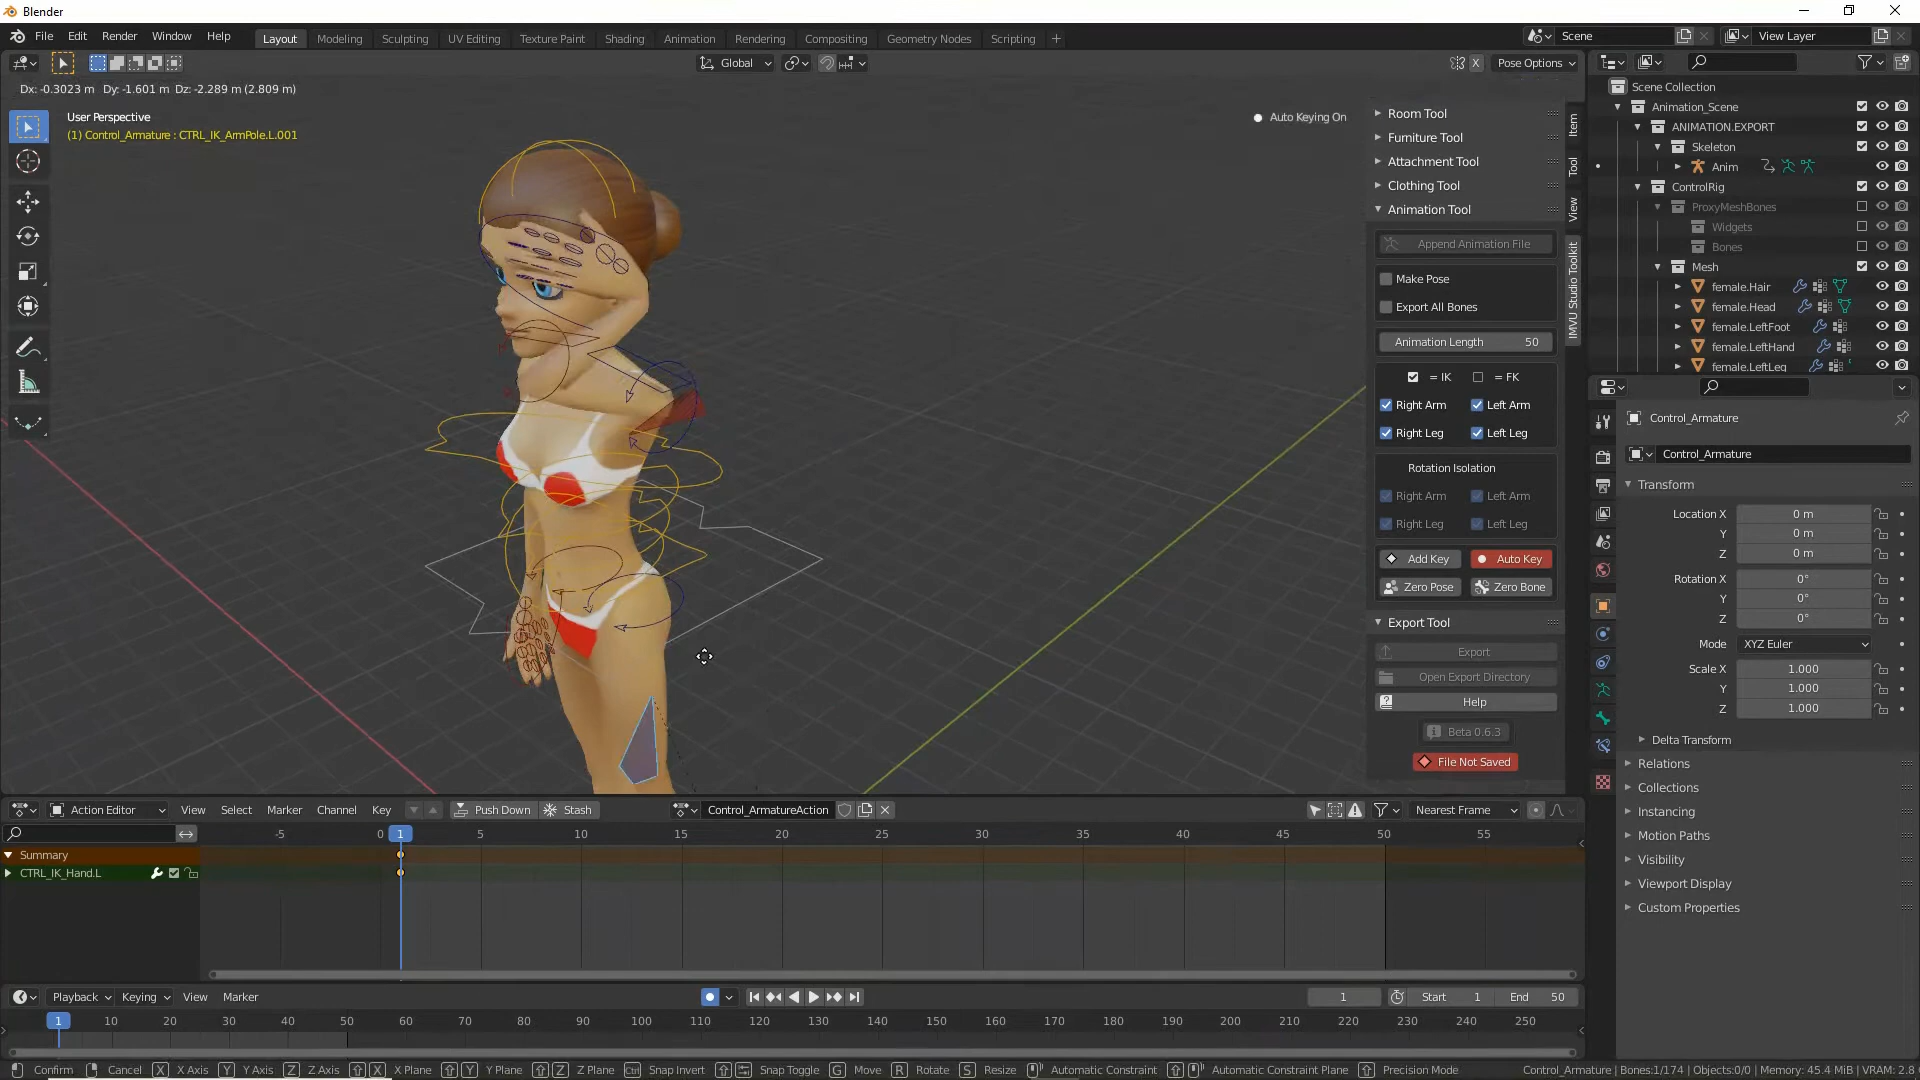 Blender
File Edit Render Window Help Layout Modeling Sculpting UV Editing Texture Paint Shading Animation Rendering Compositing Geometry Nodes Scripting Scene View Layer
Global X Pose Options
Dx: -0.3023 m Dy: -1.601 m Dz: -2.289 m (2.809 m)
User Perspective
(1) Control_Armature : CTRL_IK_ArmPole.L.001
Auto Keying On
Room Tool
Furniture Tool
Attachment Tool
Clothing Tool
Animation Tool
Append Animation File
Make Pose
Export All Bones
Animation Length 50
= IK = FK
Right Arm Left Arm
Right Leg Left Leg
Rotation Isolation
Right Arm Left Arm
Right Leg Left Leg
Add Key Auto Key
Zero Pose Zero Bone
Export Tool
Export
Open Export Directory
Help
Beta 0.6.3
File Not Saved
Item
Tool
View
IMVU Studio Toolkit
Scene Collection
Animation_Scene
ANIMATION.EXPORT
Skeleton
Anim
ControlRig
ProxyMeshBones
Widgets
Bones
Mesh
female.Hair
female.Head
female.LeftFoot
female.LeftHand
female.LeftLeg
Control_Armature
Control_Armature
Transform
Location X 0 m
Y 0 m
Z 0 m
Rotation X 0°
Y 0°
Z 0°
Mode XYZ Euler
Scale X 1.000
Y 1.000
Z 1.000
Delta Transform
Relations
Collections
Instancing
Motion Paths
Visibility
Viewport Display
Custom Properties
Action Editor View Select Marker Channel Key Push Down Stash Control_ArmatureAction Nearest Frame
-5 0 1 5 10 15 20 25 30 35 40 45 50 55
Summary
CTRL_IK_Hand.L
Playback Keying View Marker 1 Start 1 End 50
1 10 20 30 40 50 60 70 80 90 100 110 120 130 140 150 160 170 180 190 200 210 220 230 240 250
Confirm Cancel X X Axis Y Y Axis Z Z Axis X X Plane Y Y Plane Z Z Plane Ctrl Snap Invert Snap Toggle G Move R Rotate S Resize Automatic Constraint Automatic Constraint Plane Precision Mode Control_Armature | Bones:1/174 | Objects:0/0 | Memory: 45.4 MiB | VRAM: 2.8